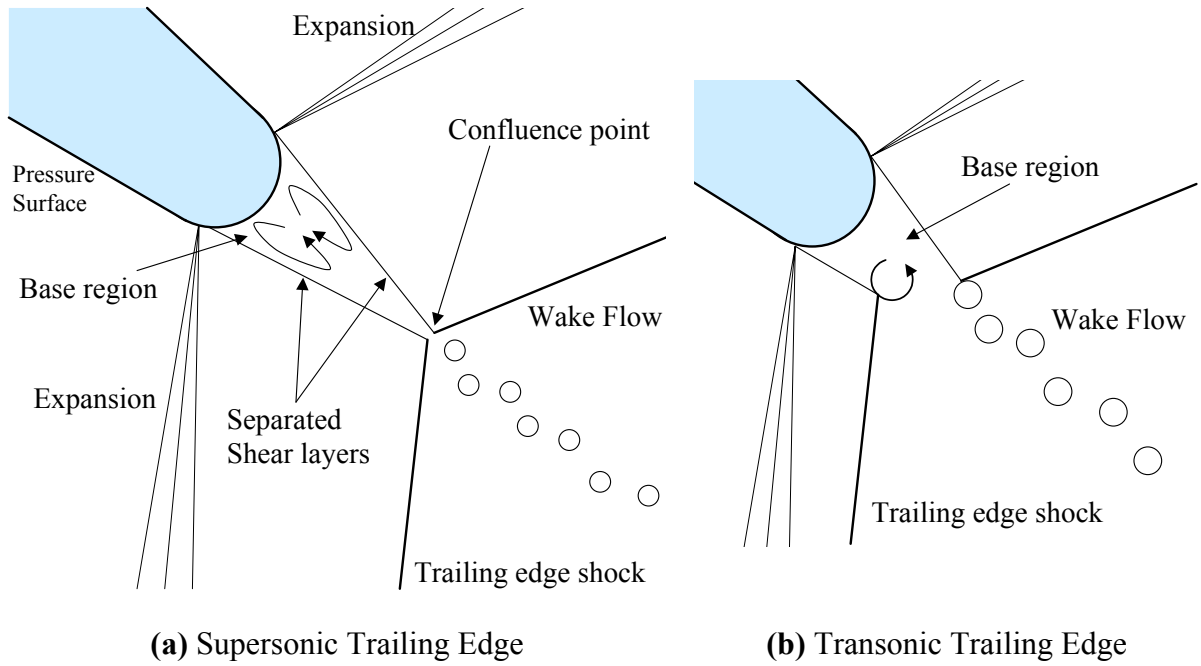 Expansion
Confluence point
Pressure
Surface
Base region
Wake Flow
Expansion
Separated
Shear layers
Trailing edge shock
(a) Supersonic Trailing Edge
Base region
Wake Flow
Trailing edge shock
(b) Transonic Trailing Edge